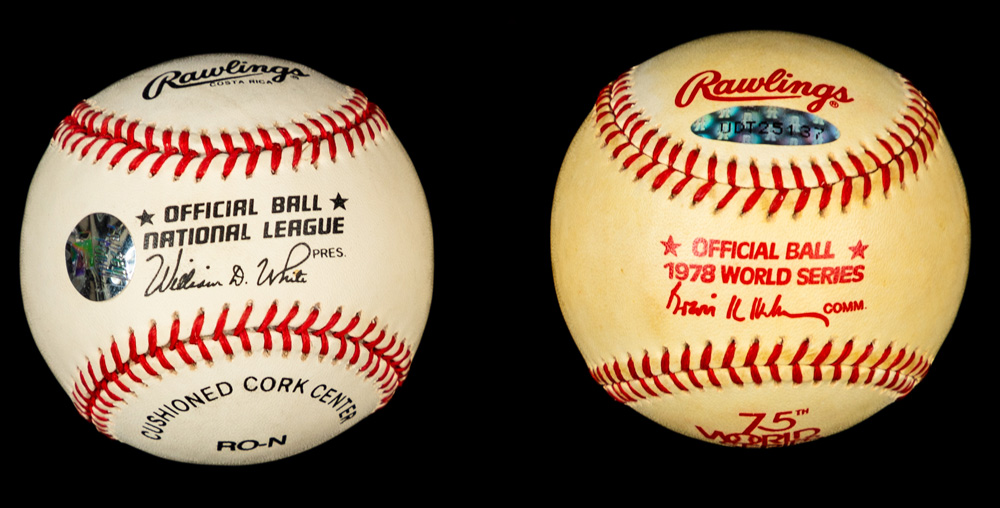 Rawlings
COSTA RICA
★ OFFICIAL BALL ★
NATIONAL LEAGUE
William D. White PRES.
CUSHIONED CORK CENTER
RO-N
Rawlings®
UDT25137
★ OFFICIAL BALL ★
1978 WORLD SERIES
COMM.
75TH
WORLD